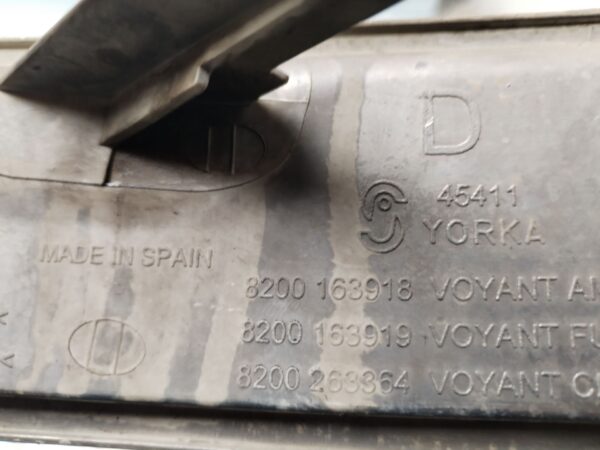 D
45411
YORKA
MADE IN SPAIN
8200 163918 VOYANT
8200 163919 VOYANT
8200 263364 VOYANT